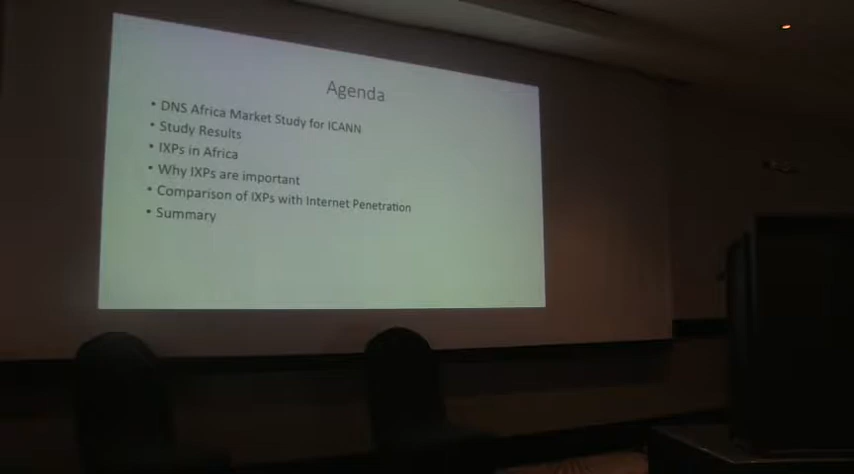 Agenda
• DNS Africa Market Study for ICANN
• Study Results
• IXPs in Africa
• Why IXPs are important
• Comparison of IXPs with Internet Penetration
• Summary